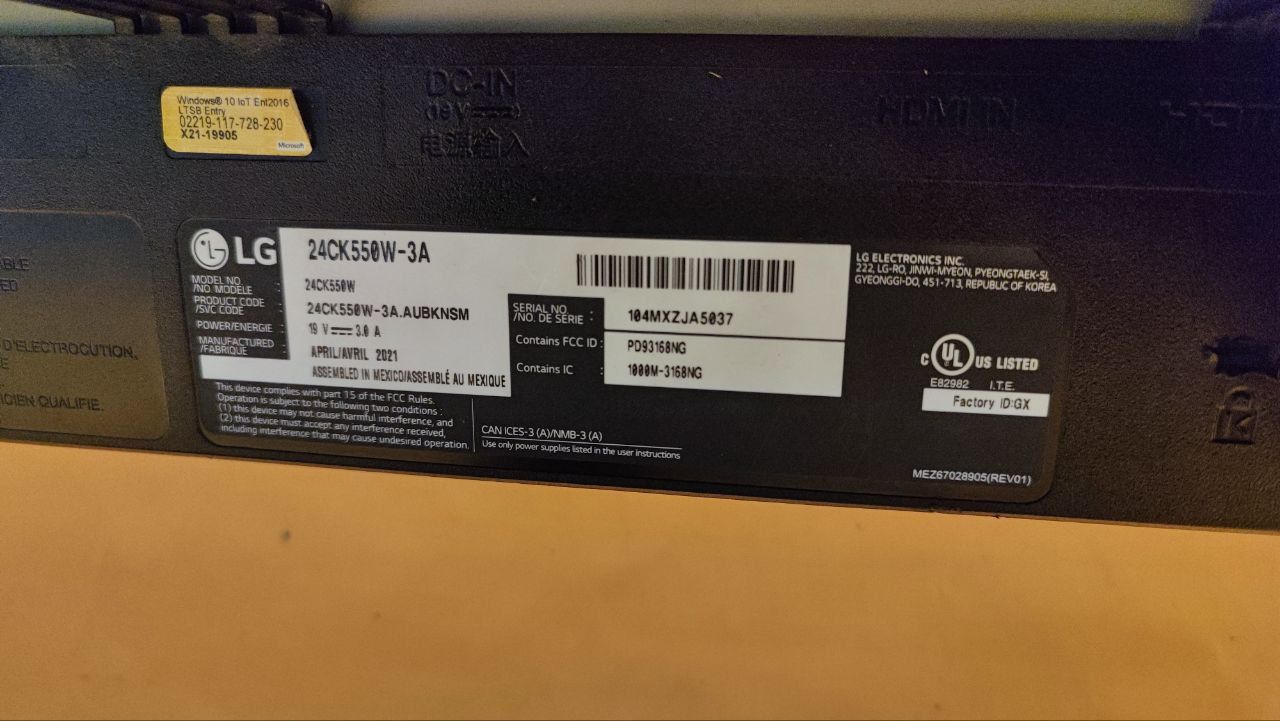 Windows® 10 IoT Ent2016
LTSB Entry
02219-117-728-230
X21-19905
Microsoft
DC-IN
(19 V ⎓)
电源输入
HDMI IN
ABLE
ED
D'ELECTROCUTION,
E
ICIEN QUALIFIE.
LG
24CK550W-3A
MODEL NO. /NO. MODÈLE : 24CK550W
PRODUCT CODE /SVC CODE : 24CK550W-3A.AUBKNSM
POWER/ENERGIE : 19 V ⎓ 3.0 A
MANUFACTURED /FABRIQUÉ : APRIL/AVRIL 2021
ASSEMBLED IN MEXICO/ASSEMBLÉ AU MEXIQUE
SERIAL NO. /NO. DE SÉRIE : 104MXZJA5037
Contains FCC ID : PD93168NG
Contains IC : 1000M-3168NG
This device complies with part 15 of the FCC Rules.
Operation is subject to the following two conditions :
(1) this device may not cause harmful interference, and
(2) this device must accept any interference received,
including interference that may cause undesired operation.
CAN ICES-3 (A)/NMB-3 (A)
Use only power supplies listed in the user instructions
LG ELECTRONICS INC.
222, LG-RO, JINWI-MYEON, PYEONGTAEK-SI,
GYEONGGI-DO, 451-713, REPUBLIC OF KOREA
C UL US LISTED
E82982 I.T.E.
Factory ID:GX
MEZ67028905(REV01)